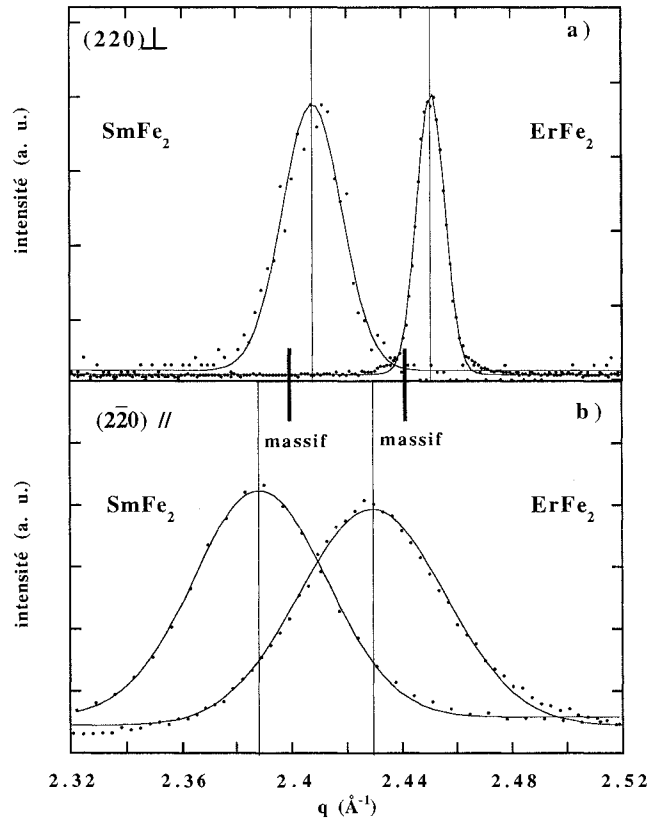 (220)⊥
a)
SmFe₂
ErFe₂
intensité (a. u.)
(22̄0) //
massif
massif
b)
SmFe₂
ErFe₂
intensité (a. u.)
2.32 2.36 2.4 2.44 2.48 2.52
q (Å⁻¹)